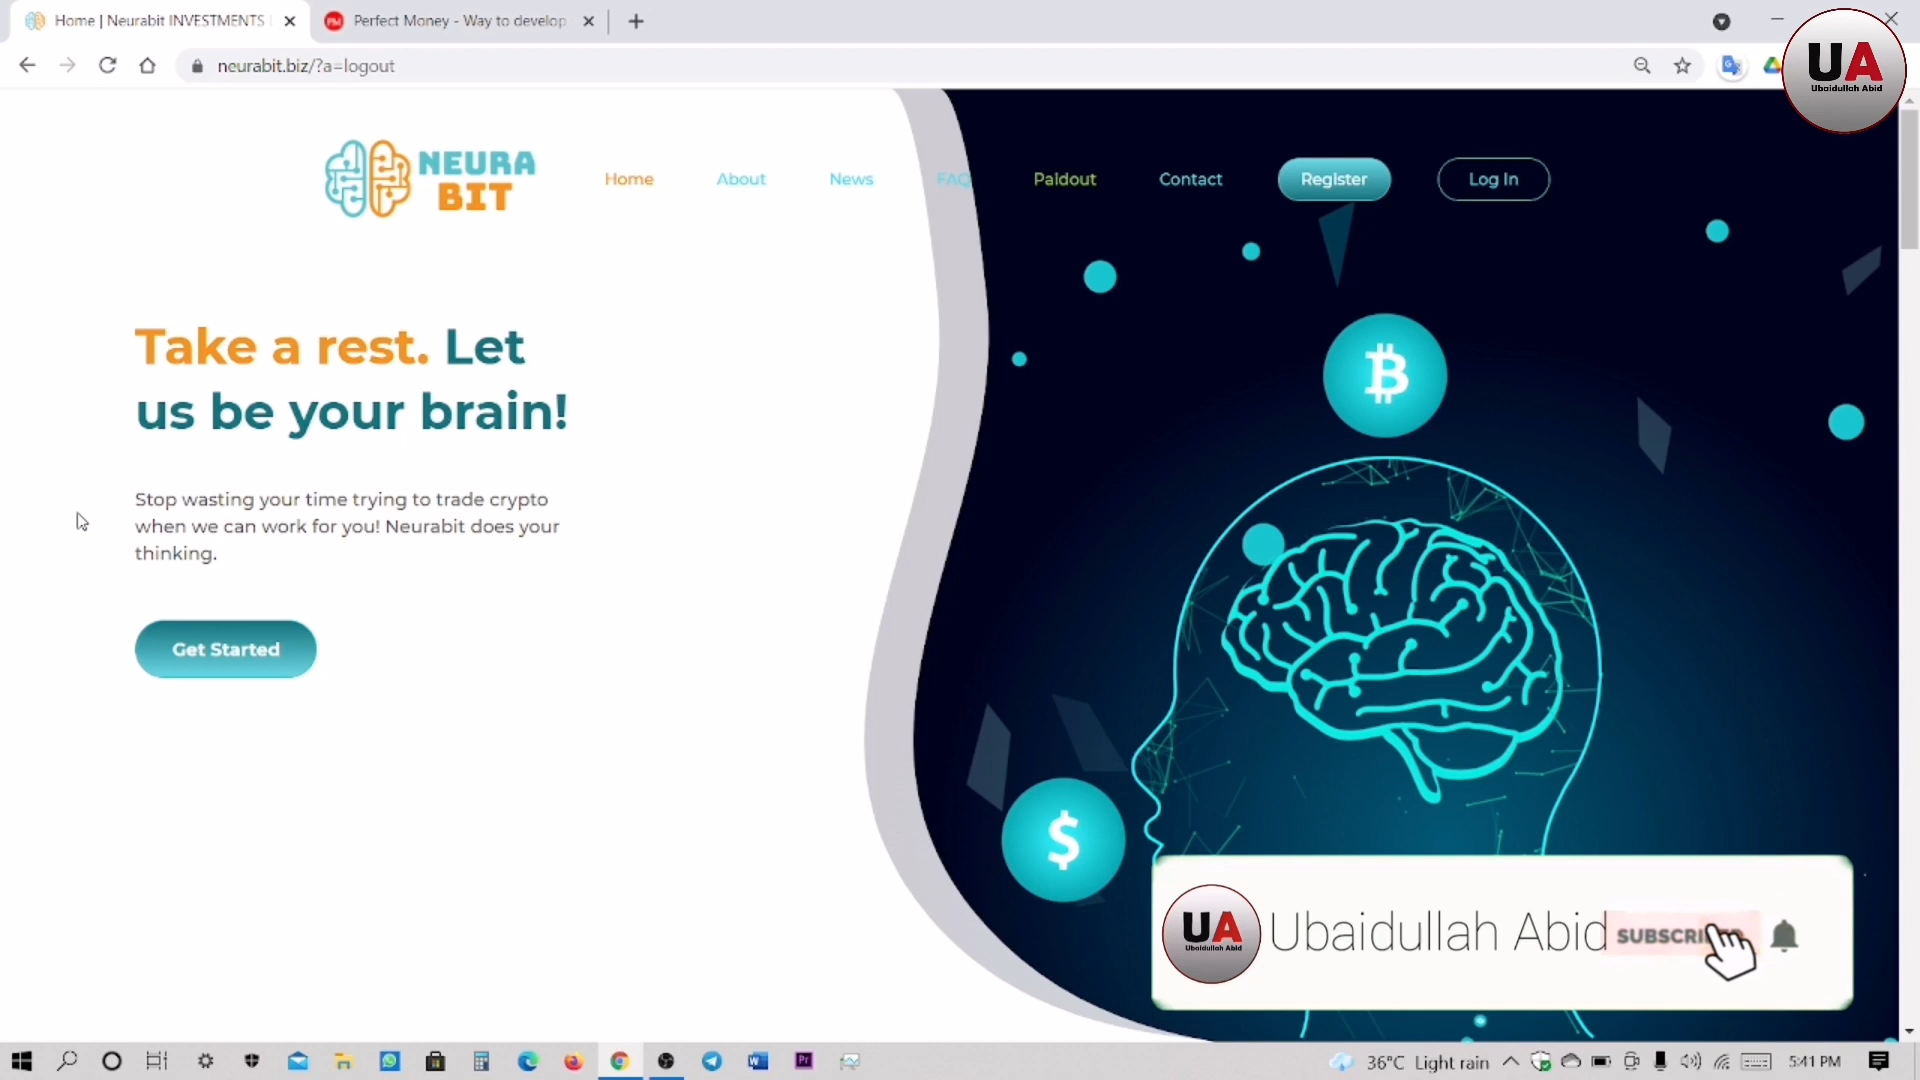 Home | Neurabit INVESTMENTS
Perfect Money - Way to develop
neurabit.biz/?a=logout
UA
Ubaidullah Abid
NEURA
BIT
Home
About
News
FAQ
Paidout
Contact
Register
Log In
Take a rest. Let
us be your brain!
Stop wasting your time trying to trade crypto
when we can work for you! Neurabit does your
thinking.
Get Started
UA
Ubaidullah Abid
Ubaidullah Abid
36°C Light rain
5:41 PM